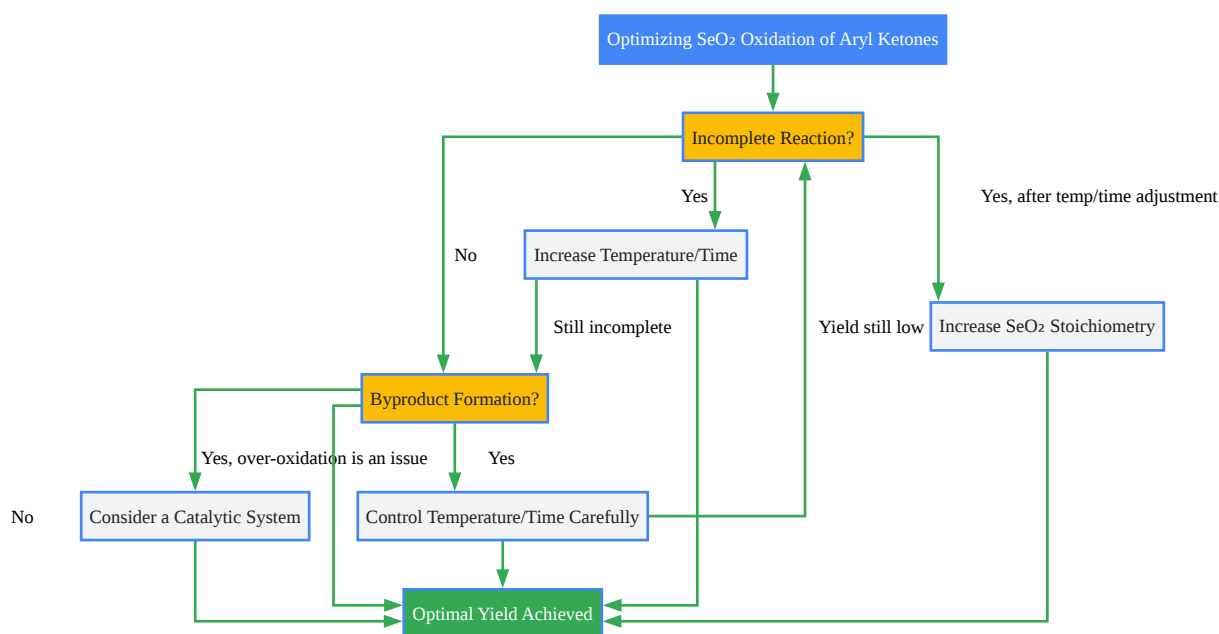 Optimizing SeO₂ Oxidation of Aryl Ketones
Incomplete Reaction?
Yes
Yes, after temp/time adjustment
No
Increase Temperature/Time
Still incomplete
Yield still low
Increase SeO₂ Stoichiometry
Byproduct Formation?
Yes, over-oxidation is an issue
Yes
No
Consider a Catalytic System
Control Temperature/Time Carefully
Optimal Yield Achieved